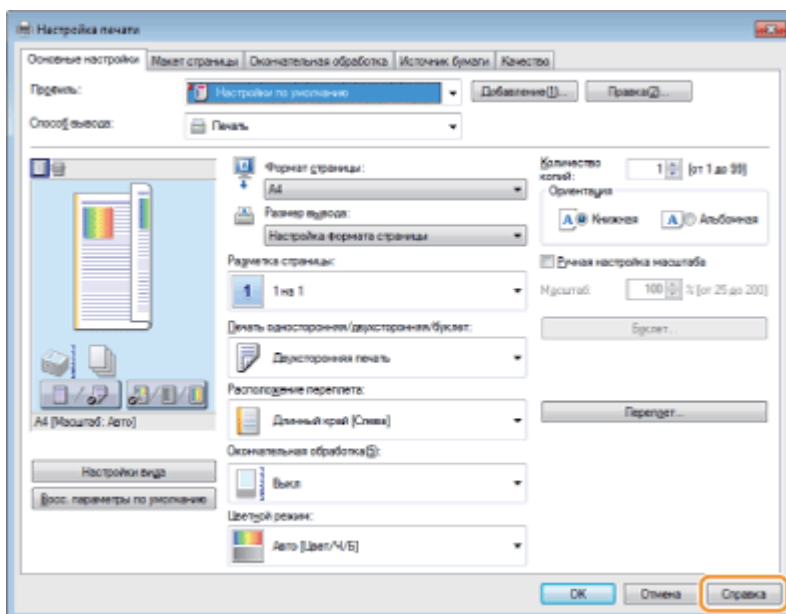 Настройка печати
Основные настройки Макет страницы Окончательная обработка Источник бумаги Качество
Профиль: Настройки по умолчанию Добавление(1)... Правка(2)...
Способ вывода: Печать
Формат страницы:
A4
Размер вывода:
Настройка формата страницы
Разметка страницы:
1 1 на 1
Печать односторонняя/двухсторонняя/буклет:
Двухсторонняя печать
Расположение переплета:
Длинный край [Слева]
Окончательная обработка(5):
Выкл
Цветной режим:
Авто [Цвет/Ч/Б]
Количество копий: 1 [от 1 до 99]
Ориентация
A Книжная A Альбомная
Ручная настройка масштаба
Масштаб: 100 % [от 25 до 200]
Буклет...
Переплет...
A4 [Масштаб: Авто]
Настройки вида
Восс. параметры по умолчанию
OK Отмена Справка